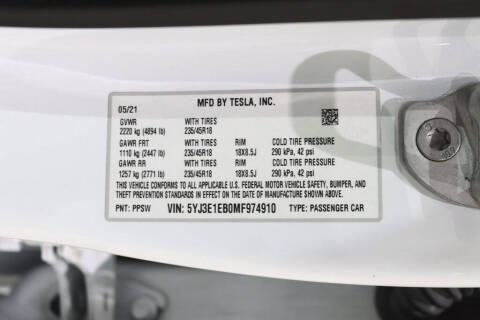 05/21 MFD BY TESLA, INC.
GVWR WITH TIRES
2220 kg (4894 lb) 235/45R18
GAWR FRT WITH TIRES RIM COLD TIRE PRESSURE
1110 kg (2447 lb) 235/45R18 18X8.5J 290 kPa, 42 psi
GAWR RR WITH TIRES RIM COLD TIRE PRESSURE
1257 kg (2771 lb) 235/45R18 18X8.5J 290 kPa, 42 psi
THIS VEHICLE CONFORMS TO ALL APPLICABLE U.S. FEDERAL MOTOR VEHICLE SAFETY, BUMPER, AND
THEFT PREVENTION STANDARDS IN EFFECT ON THE DATE OF MANUFACTURE SHOWN ABOVE.
PNT: PPSW VIN: 5YJ3E1EB0MF974910 TYPE: PASSENGER CAR